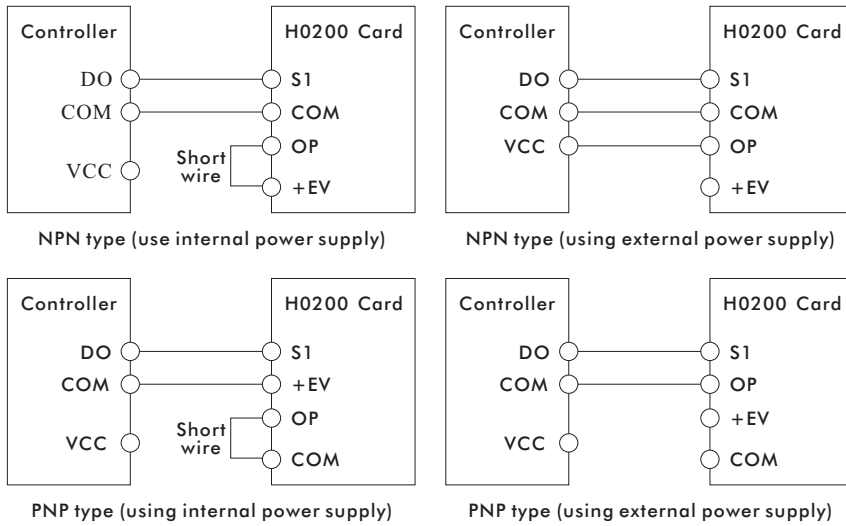 Controller
H0200 Card
DO
S1
COM
COM
OP
VCC
Short
wire
+EV
NPN type (use internal power supply)
Controller
H0200 Card
DO
S1
COM
COM
VCC
OP
+EV
NPN type (using external power supply)
Controller
H0200 Card
DO
S1
COM
+EV
OP
VCC
Short
wire
COM
PNP type (using internal power supply)
Controller
H0200 Card
DO
S1
COM
OP
+EV
VCC
COM
PNP type (using external power supply)